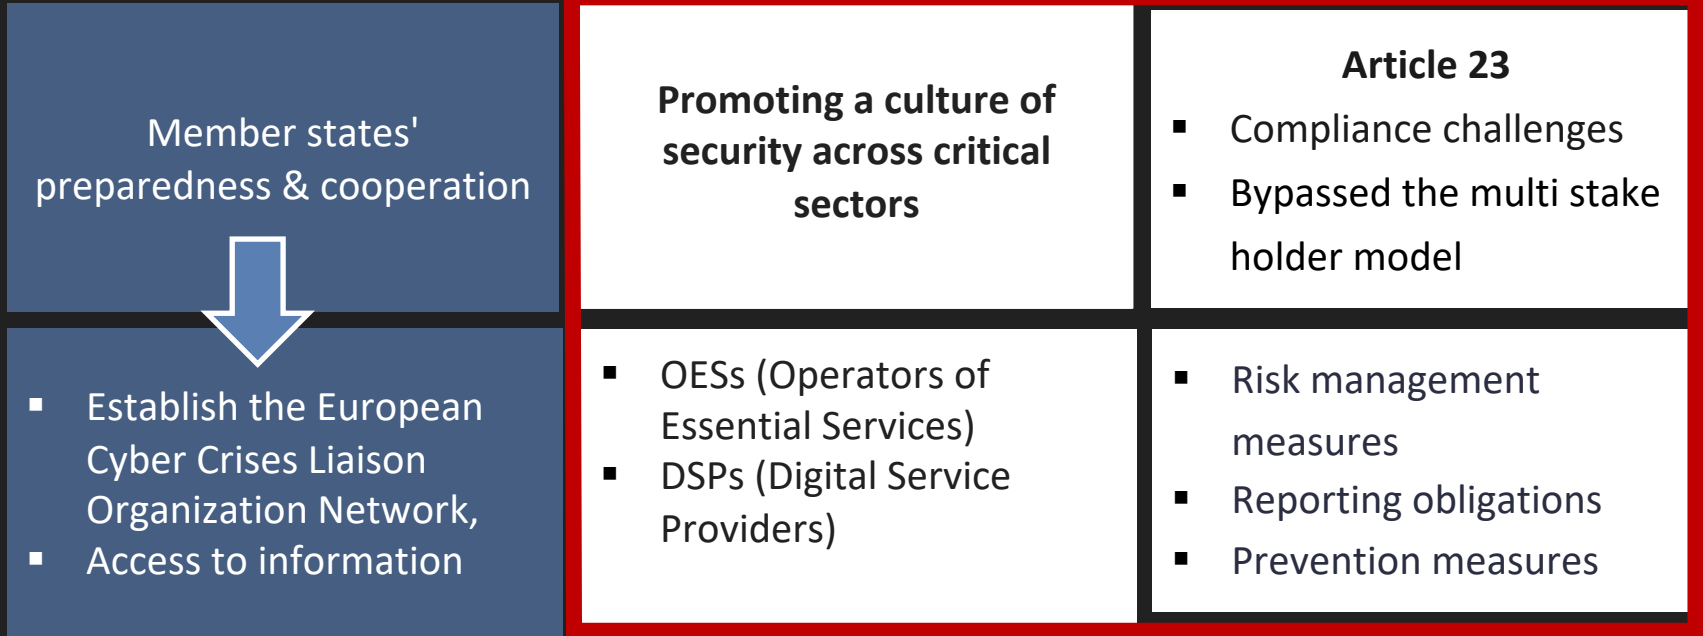 Member states'
preparedness & cooperation
▪ Establish the European
Cyber Crises Liaison
Organization Network,
▪ Access to information
Promoting a culture of
security across critical
sectors
▪ OESs (Operators of
Essential Services)
▪ DSPs (Digital Service
Providers)
Article 23
▪ Compliance challenges
▪ Bypassed the multi stake
holder model
▪ Risk management
measures
▪ Reporting obligations
▪ Prevention measures